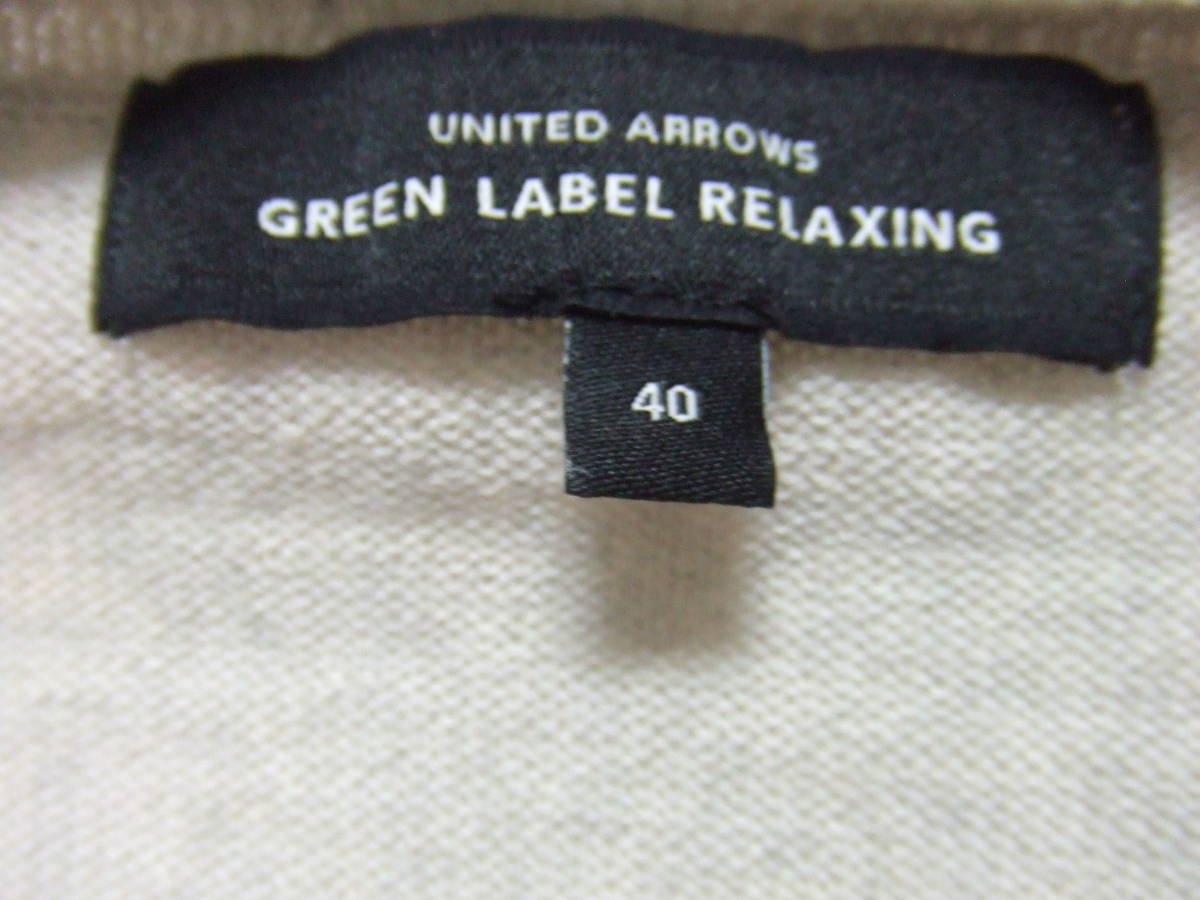 UNITED ARROWS
GREEN LABEL RELAXING
40